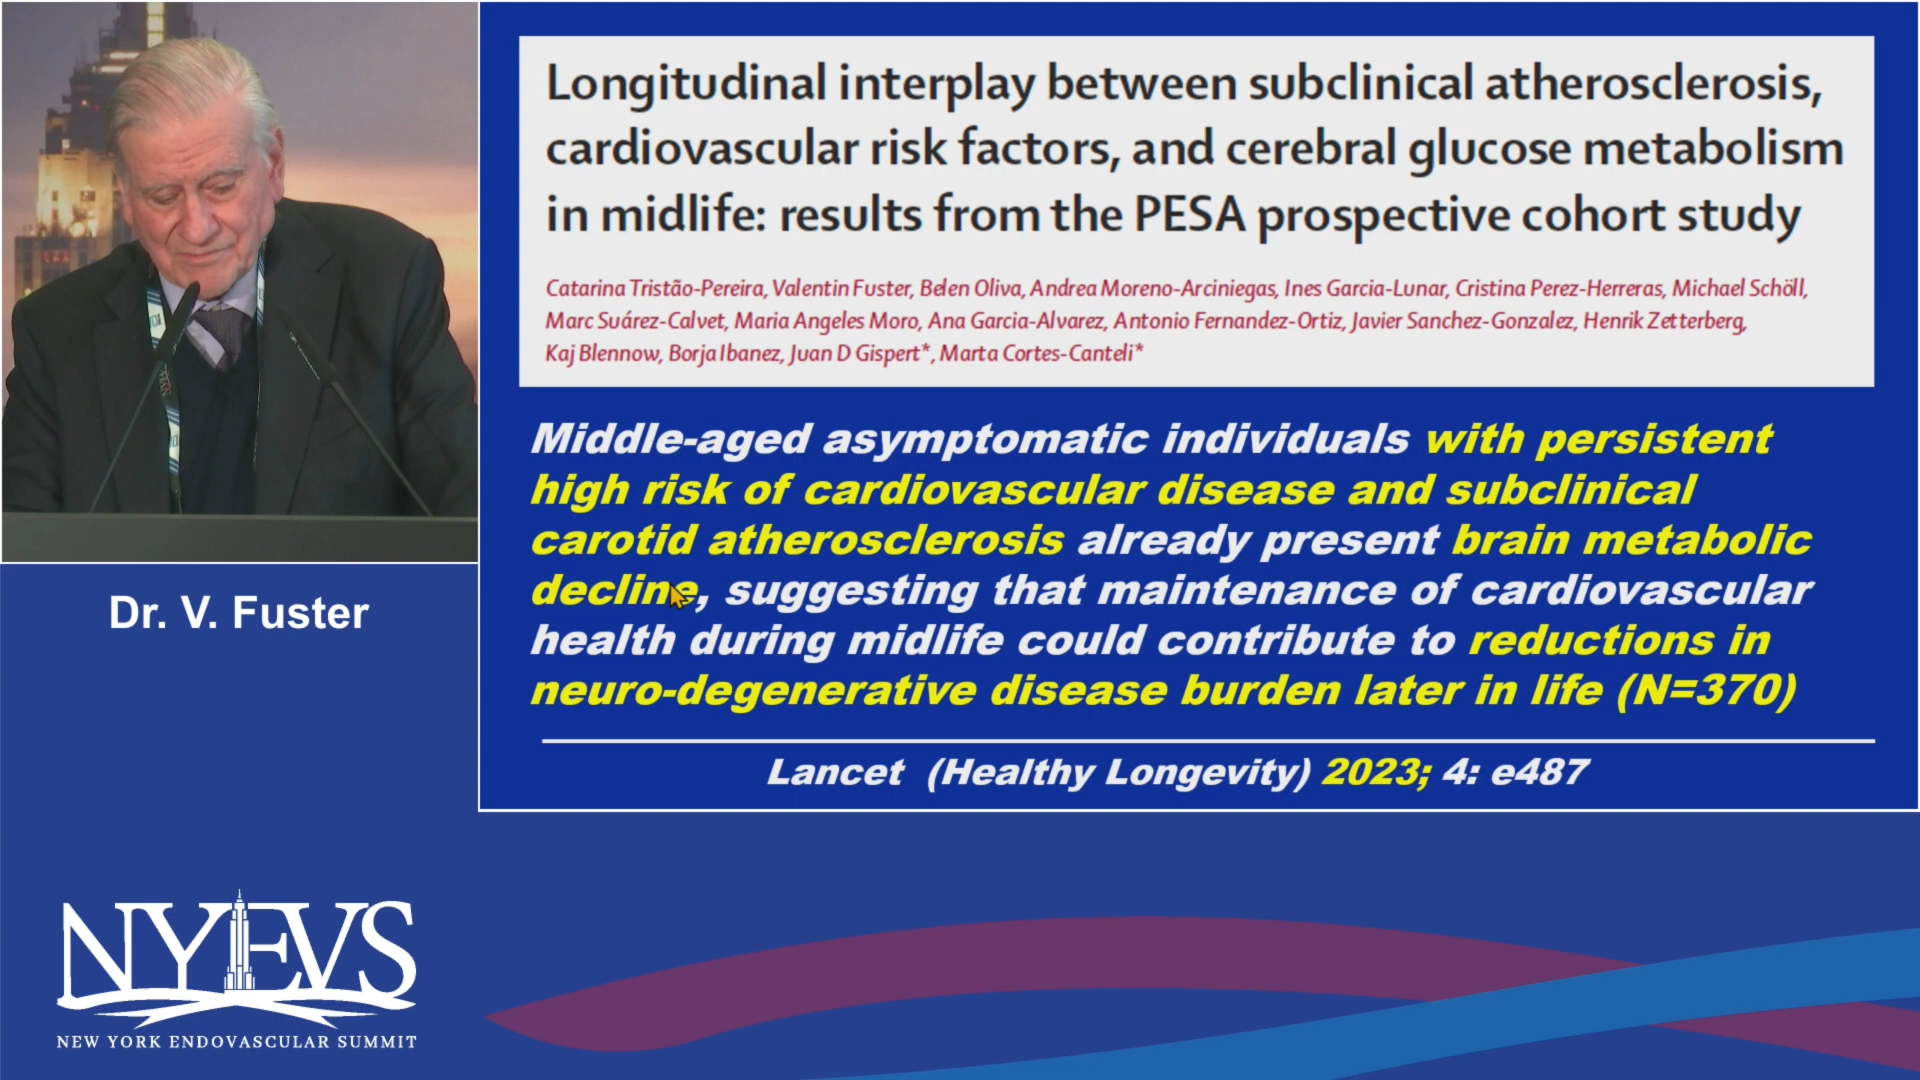 Longitudinal interplay between subclinical atherosclerosis,
cardiovascular risk factors, and cerebral glucose metabolism
in midlife: results from the PESA prospective cohort study
Catarina Tristão-Pereira, Valentin Fuster, Belen Oliva, Andrea Moreno-Arciniegas, Ines Garcia-Lunar, Cristina Perez-Herreras, Michael Schöll,
Marc Suárez-Calvet, Maria Angeles Moro, Ana Garcia-Alvarez, Antonio Fernandez-Ortiz, Javier Sanchez-Gonzalez, Henrik Zetterberg,
Kaj Blennow, Borja Ibanez, Juan D Gispert*, Marta Cortes-Canteli*
Middle-aged asymptomatic individuals with persistent
high risk of cardiovascular disease and subclinical
carotid atherosclerosis already present brain metabolic
decline, suggesting that maintenance of cardiovascular
health during midlife could contribute to reductions in
neuro-degenerative disease burden later in life (N=370)
Lancet (Healthy Longevity) 2023; 4: e487
Dr. V. Fuster
NYEVS
NEW YORK ENDOVASCULAR SUMMIT